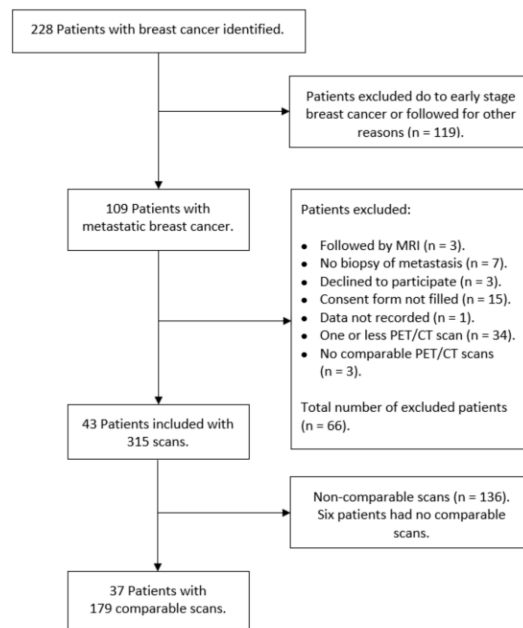 228 Patients with breast cancer identified.
Patients excluded do to early stage
breast cancer or followed for other
reasons (n = 119).
109 Patients with
metastatic breast cancer.
Patients excluded:
• Followed by MRI (n = 3).
• No biopsy of metastasis (n = 7).
• Declined to participate (n = 3).
• Consent form not filled (n = 15).
• Data not recorded (n = 1).
• One or less PET/CT scan (n = 34).
• No comparable PET/CT scans
(n = 3).
Total number of excluded patients
(n = 66).
43 Patients included with
315 scans.
Non-comparable scans (n = 136).
Six patients had no comparable
scans.
37 Patients with
179 comparable scans.